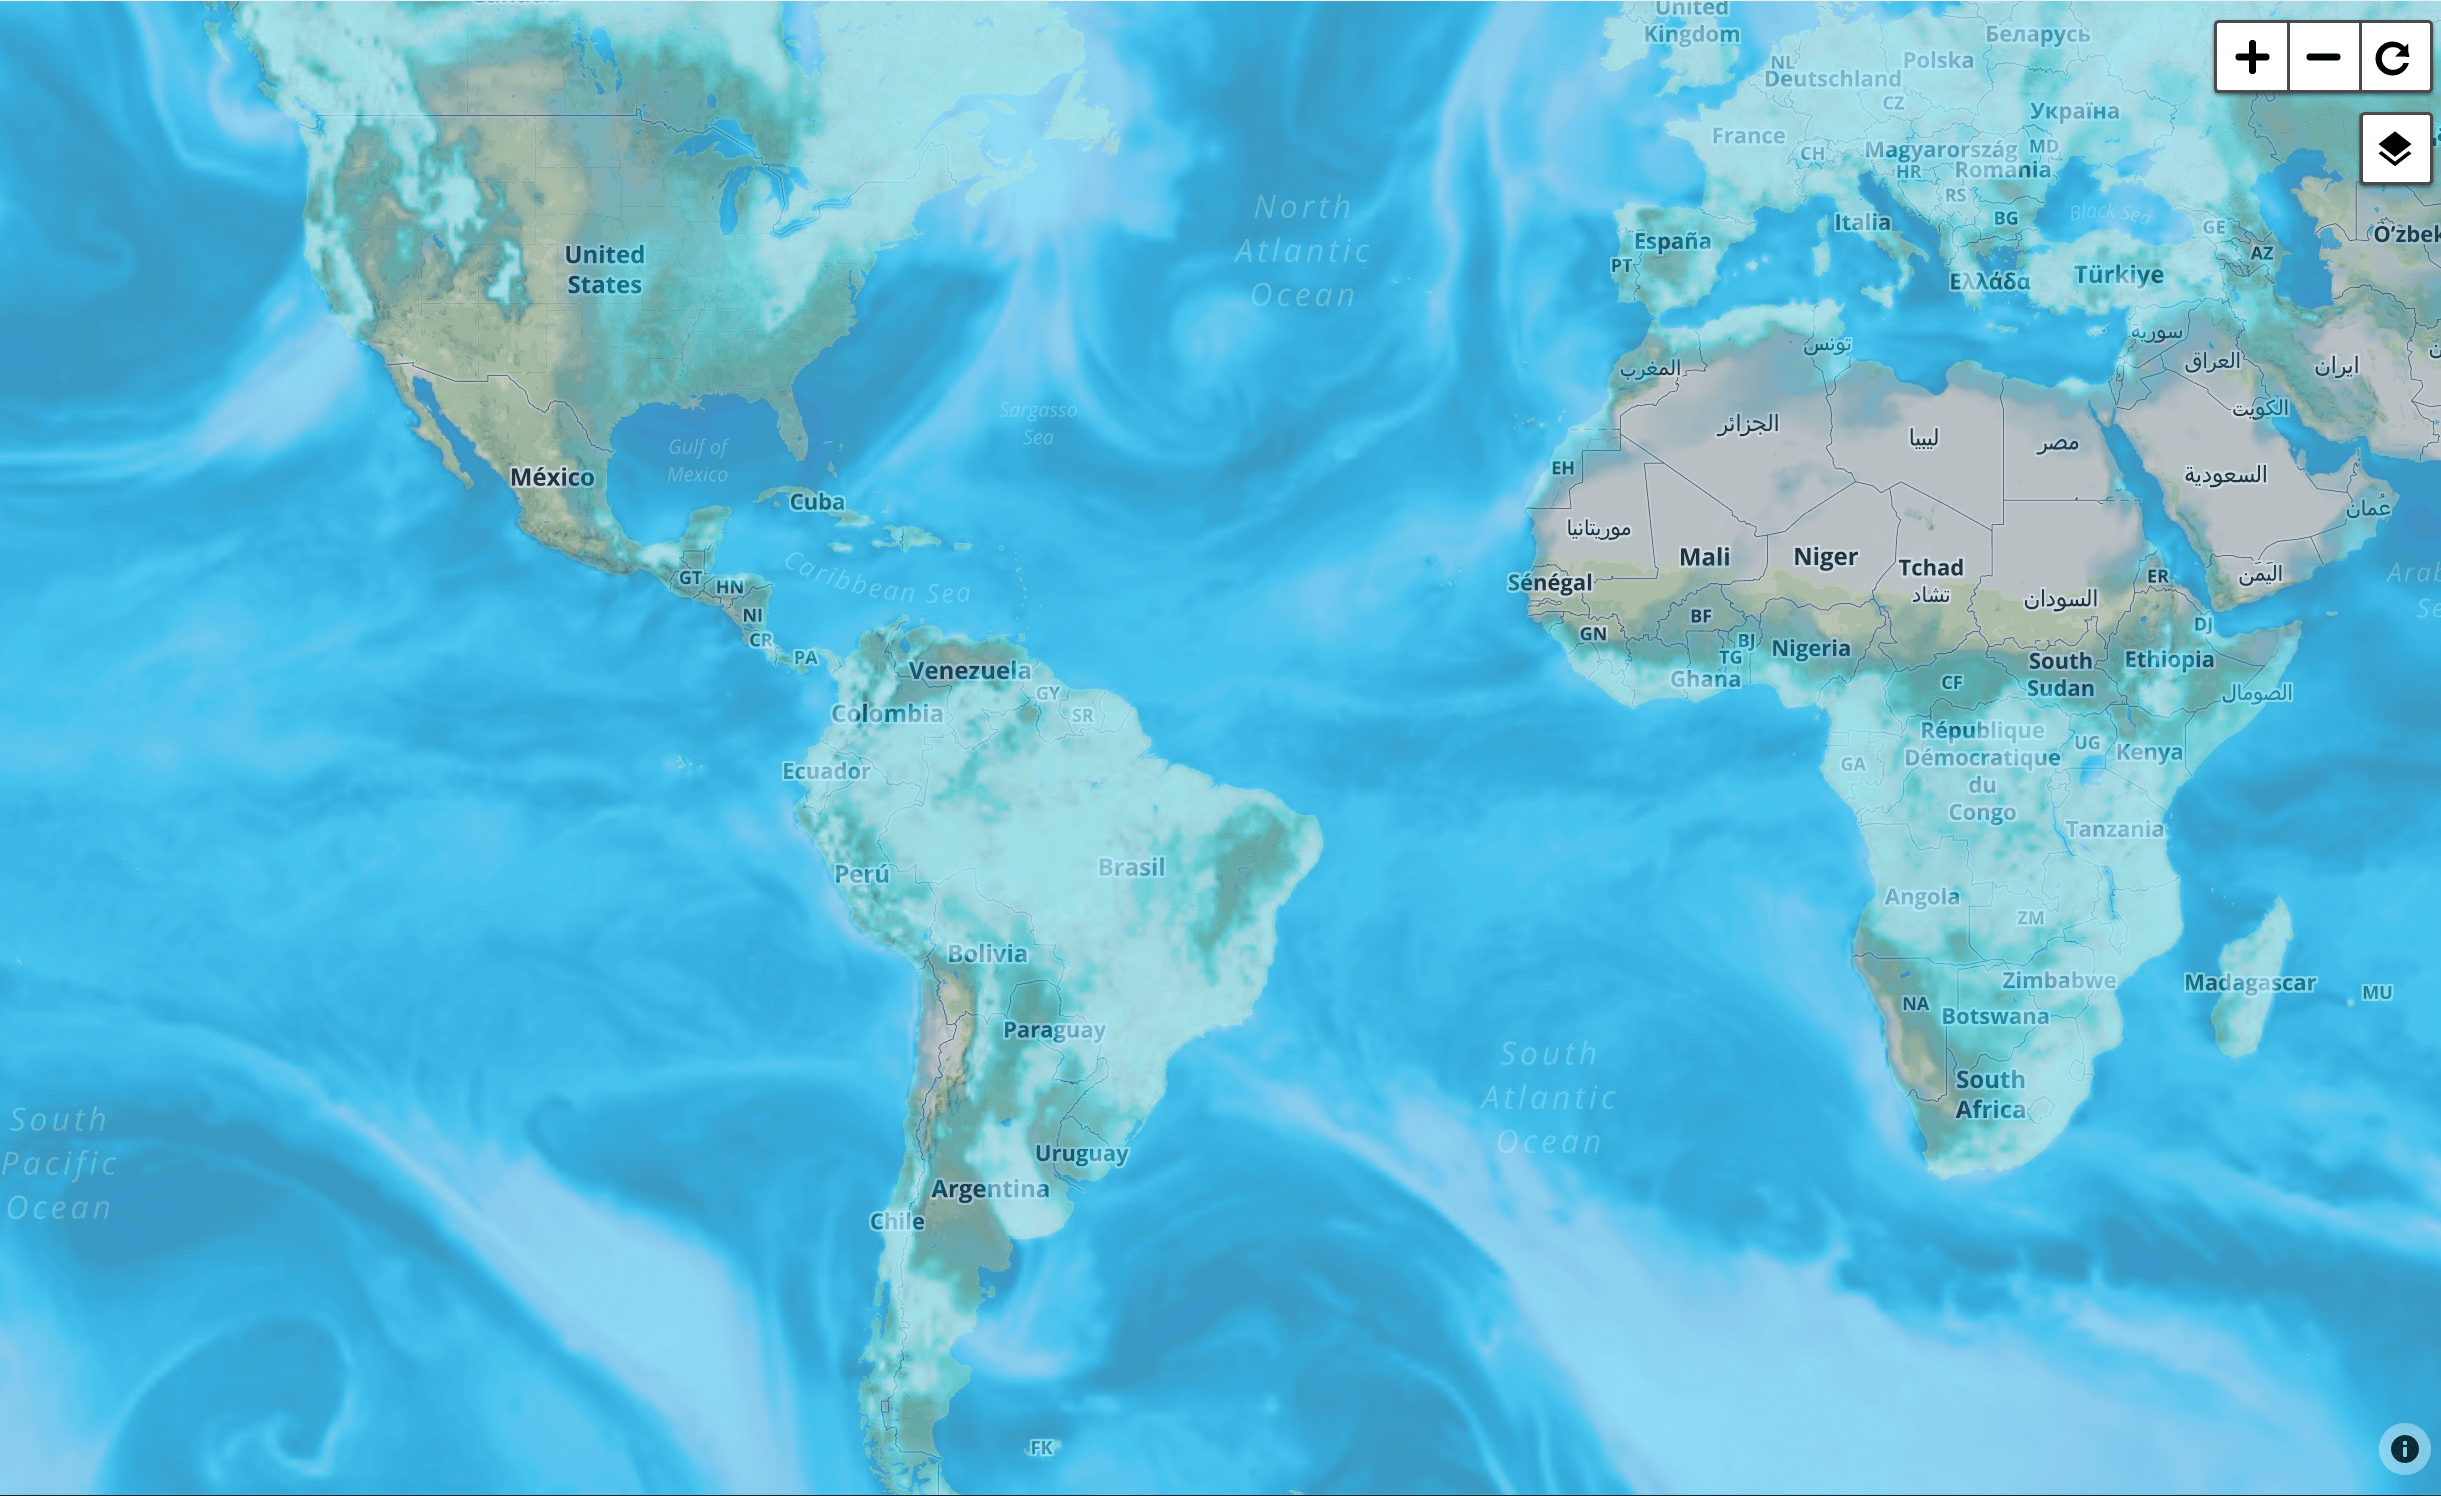 United
Kingdom
Беларусь
NL
Polska
Deutschland
CZ
Україна
France
CH
Magyarország
MD
HR
Romania
RS
Black Sea
BG
GE
North
Atlantic
Ocean
Italia
España
PT
AZ
O‘zbek
United
States
Ελλάδα
Türkiye
سورية
تونس
العراق
ايران
المغرب
الكويت
Sargasso
Sea
الجزائر
ليبيا
مصر
Gulf of
Mexico
México
EH
السعودية
Cuba
عُمان
موريتانيا
Mali
Niger
Tchad
تشاد
Caribbean Sea
GT
HN
Sénégal
السودان
ER
اليمن
Arab
Se
NI
CR
PA
BF
GN
BJ
TG
Nigeria
Ghana
DJ
South
Sudan
Ethiopia
CF
الصومال
Venezuela
GY
SR
Colombia
Ecuador
République
Démocratique
du
Congo
UG
Kenya
GA
Tanzania
Perú
Brasil
Angola
ZM
Bolivia
Zimbabwe
Madagascar
MU
NA
Botswana
Paraguay
South
Atlantic
Ocean
South
Africa
South
Pacific
Ocean
Uruguay
Argentina
Chile
FK